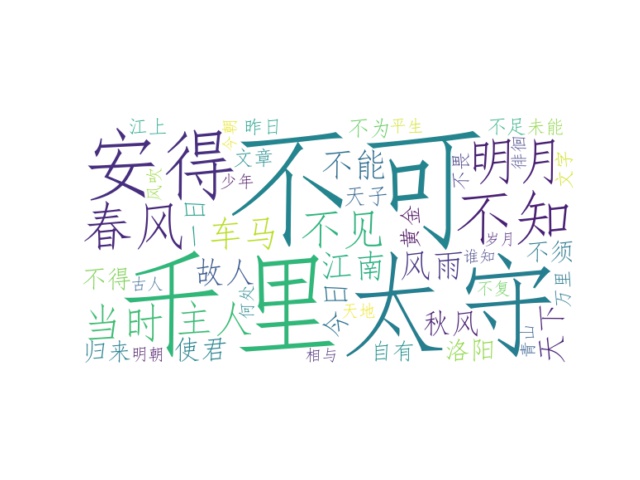 江上
今朝
昨日
不为
平生
不足
未能
安得
不可
风吹
文章
少年
不能
天子
不畏
明月
徘徊
文字
春风
一日
车马
不见
黄金
不知
岁月
不得
古人
故人
千里
何处
江南
今日
天地
风雨
太守
谁知
不复
不须
万里
当时
主人
秋风
青山
天下
归来
明朝
使君
相与
自有
洛阳